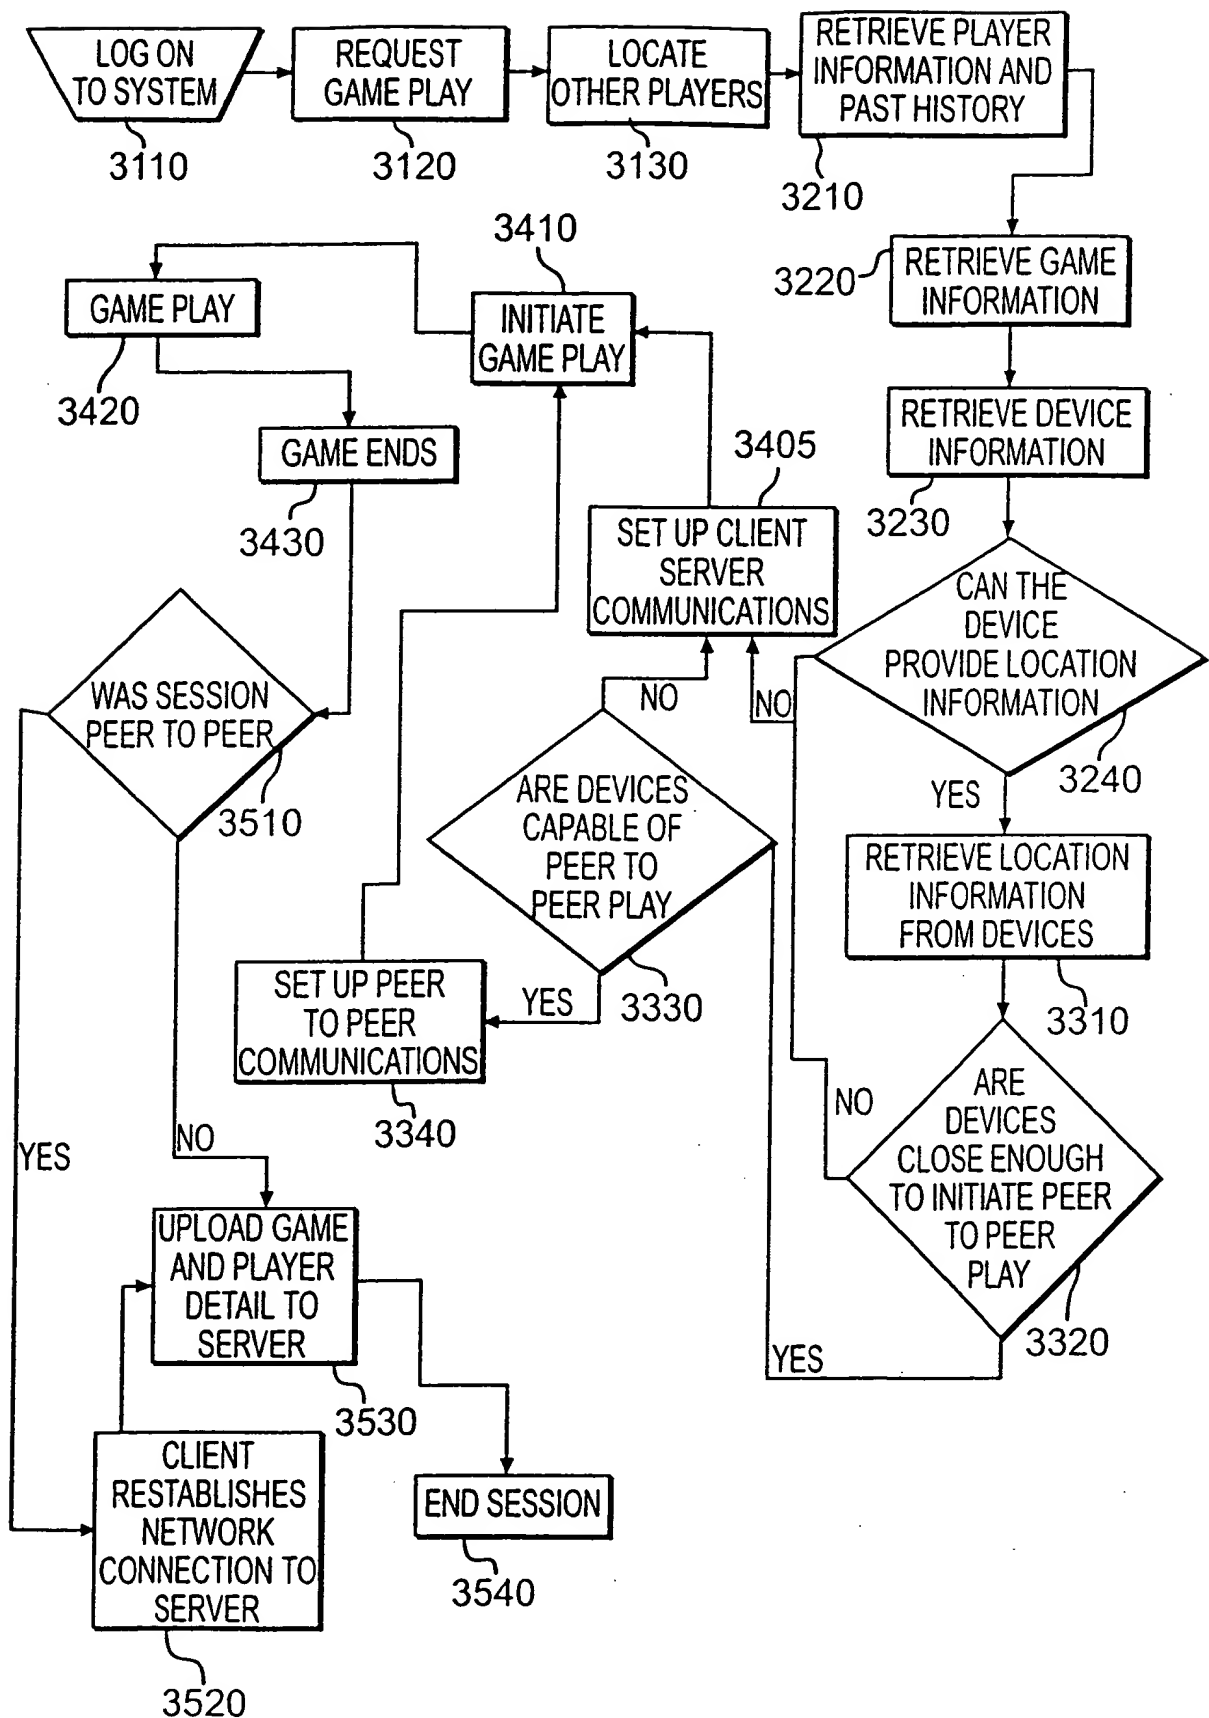 LOG ON
TO SYSTEM
3110
REQUEST
GAME PLAY
3120
LOCATE
OTHER PLAYERS
3130
RETRIEVE PLAYER
INFORMATION AND
PAST HISTORY
3210
RETRIEVE GAME
INFORMATION
3220
RETRIEVE DEVICE
INFORMATION
3230
CAN THE
DEVICE
PROVIDE LOCATION
INFORMATION
3240
NO
YES
RETRIEVE LOCATION
INFORMATION
FROM DEVICES
3310
ARE
DEVICES
CLOSE ENOUGH
TO INITIATE PEER
TO PEER
PLAY
3320
NO
YES
ARE DEVICES
CAPABLE OF
PEER TO
PEER PLAY
3330
NO
YES
SET UP CLIENT
SERVER
COMMUNICATIONS
3405
SET UP PEER
TO PEER
COMMUNICATIONS
3340
3410
INITIATE
GAME PLAY
GAME PLAY
3420
GAME ENDS
3430
WAS SESSION
PEER TO PEER
3510
YES
NO
UPLOAD GAME
AND PLAYER
DETAIL TO
SERVER
3530
CLIENT
RESTABLISHES
NETWORK
CONNECTION TO
SERVER
3520
END SESSION
3540